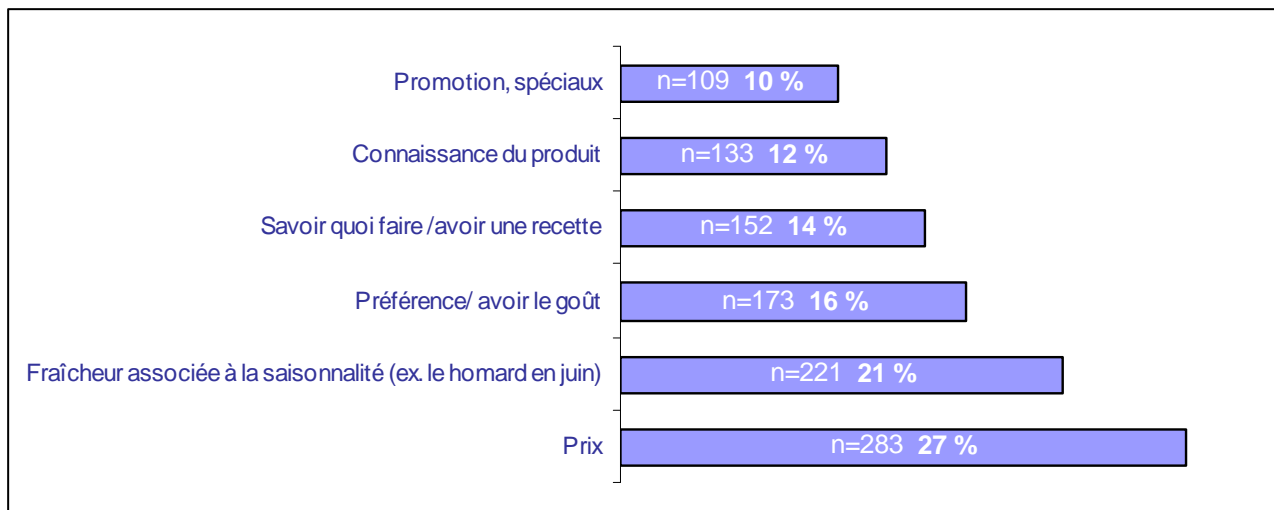 Promotion, spéciaux n=109 10 %
Connaissance du produit n=133 12 %
Savoir quoi faire /avoir une recette n=152 14 %
Préférence/ avoir le goût n=173 16 %
Fraîcheur associée à la saisonnalité (ex. le homard en juin) n=221 21 %
Prix n=283 27 %